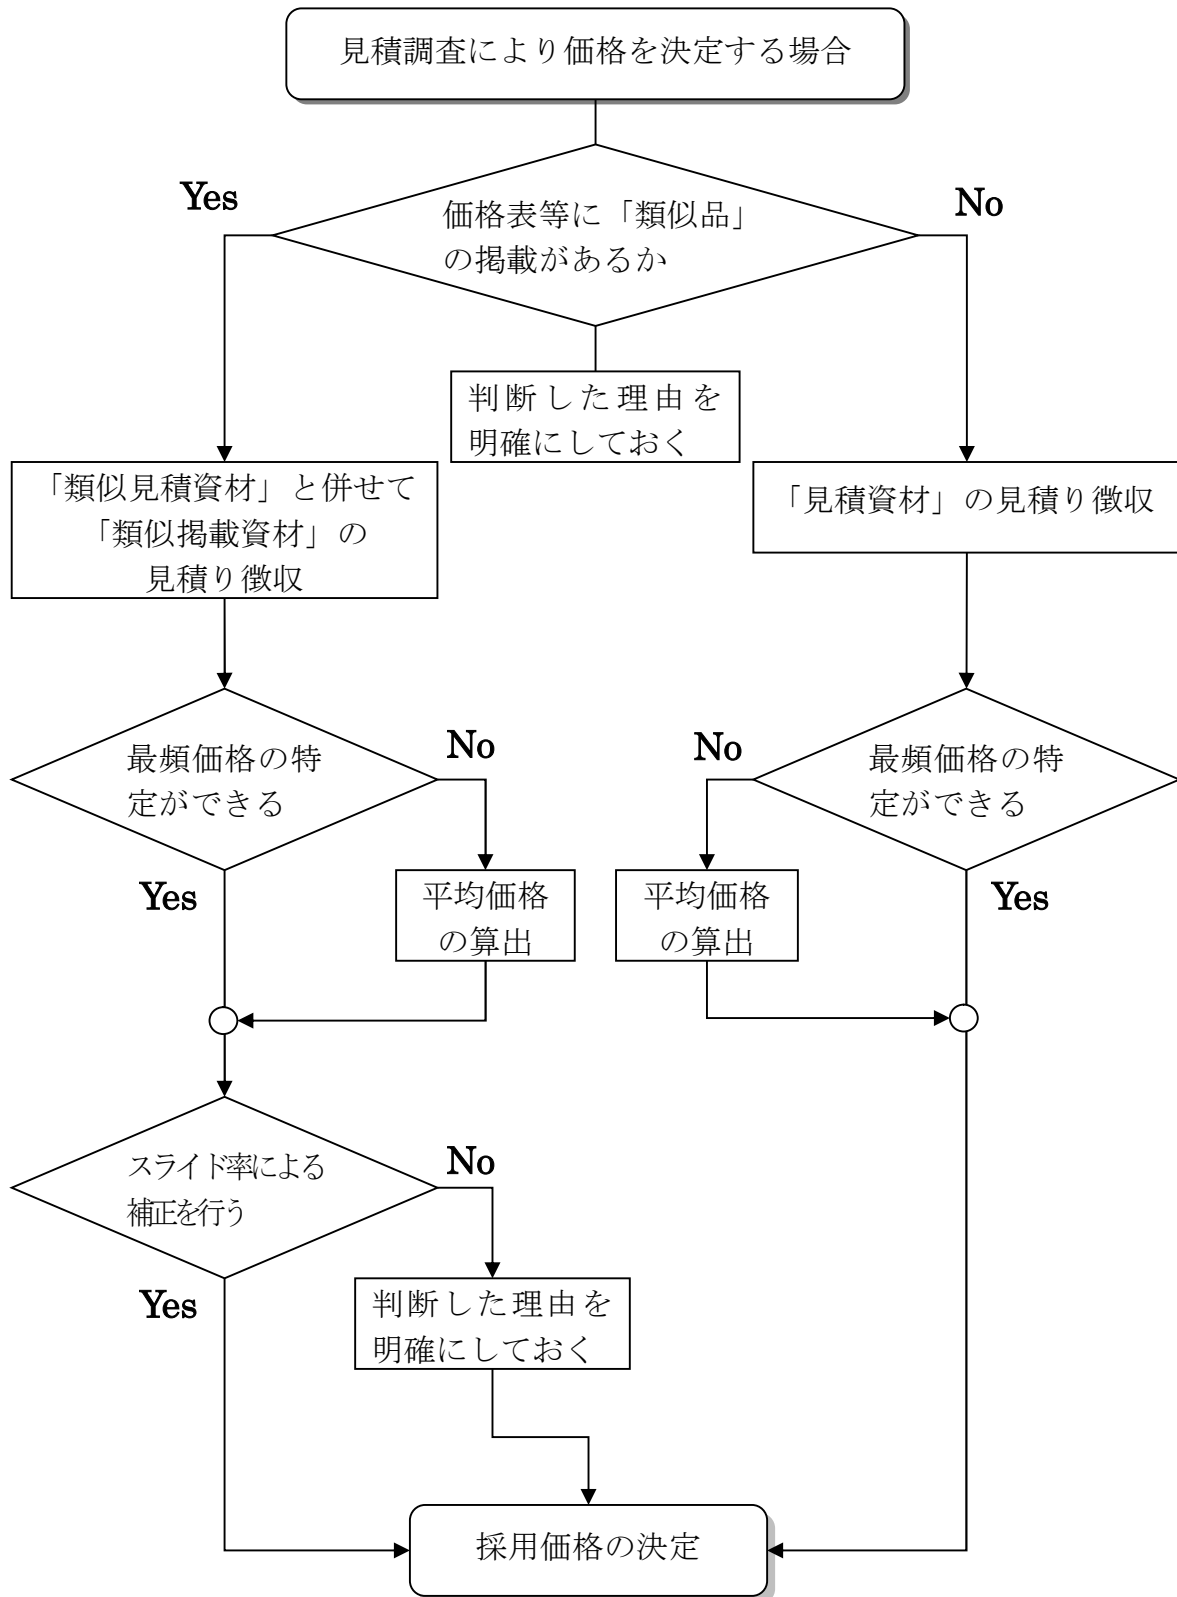 見積調査により価格を決定する場合
Yes
No
価格表等に「類似品」
の掲載があるか
判断した理由を
明確にしておく
「類似見積資材」と併せて
「類似掲載資材」の
見積り徴収
「見積資材」の見積り徴収
最頻価格の特
定ができる
No
No
最頻価格の特
定ができる
Yes
平均価格
の算出
平均価格
の算出
Yes
スライド率による
補正を行う
No
Yes
判断した理由を
明確にしておく
採用価格の決定